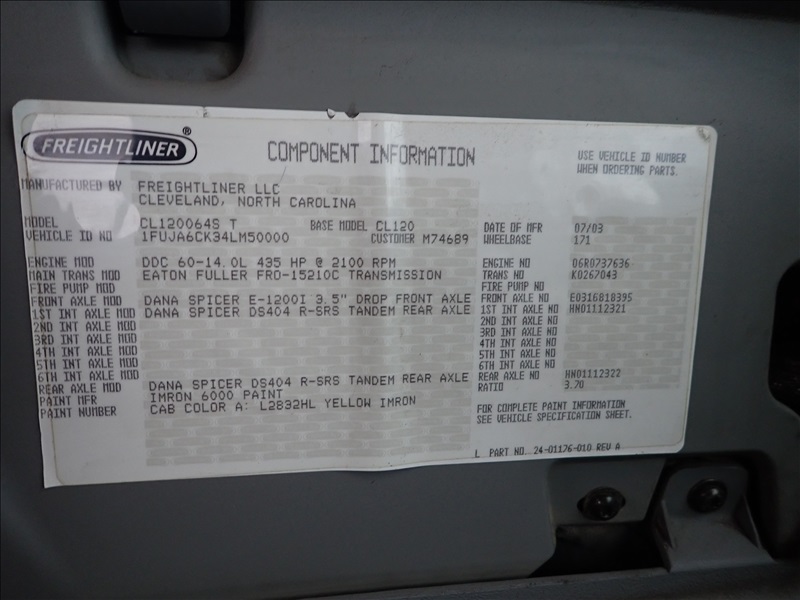 FREIGHTLINER®
COMPONENT INFORMATION
USE VEHICLE ID NUMBER
WHEN ORDERING PARTS.
MANUFACTURED BY FREIGHTLINER LLC
CLEVELAND, NORTH CAROLINA
MODEL CL120064S T BASE MODEL CL120 DATE OF MFR 07/03
VEHICLE ID NO 1FUJA6CK34LM50000 CUSTOMER M74689 WHEELBASE 171
ENGINE MOD DDC 60-14.0L 435 HP @ 2100 RPM ENGINE NO 06R0737636
MAIN TRANS MOD EATON FULLER FRO-15210C TRANSMISSION TRANS NO K0267043
FIRE PUMP MOD FIRE PUMP NO
FRONT AXLE MOD DANA SPICER E-1200I 3.5" DROP FRONT AXLE FRONT AXLE NO E0316810395
1ST INT AXLE MOD DANA SPICER DS404 R-SRS TANDEM REAR AXLE 1ST INT AXLE NO HN01112321
2ND INT AXLE MOD 2ND INT AXLE NO
3RD INT AXLE MOD 3RD INT AXLE NO
4TH INT AXLE MOD 4TH INT AXLE NO
5TH INT AXLE MOD 5TH INT AXLE NO
6TH INT AXLE MOD 6TH INT AXLE NO
REAR AXLE MOD DANA SPICER DS404 R-SRS TANDEM REAR AXLE REAR AXLE NO HN01112322
PAINT MFR IMRON 6000 PAINT RATIO 3.70
PAINT NUMBER CAB COLOR A: L2832HL YELLOW IMRON
FOR COMPLETE PAINT INFORMATION
SEE VEHICLE SPECIFICATION SHEET.
L PART NO. 24-01176-010 REV A